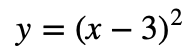 y = (x − 3)²